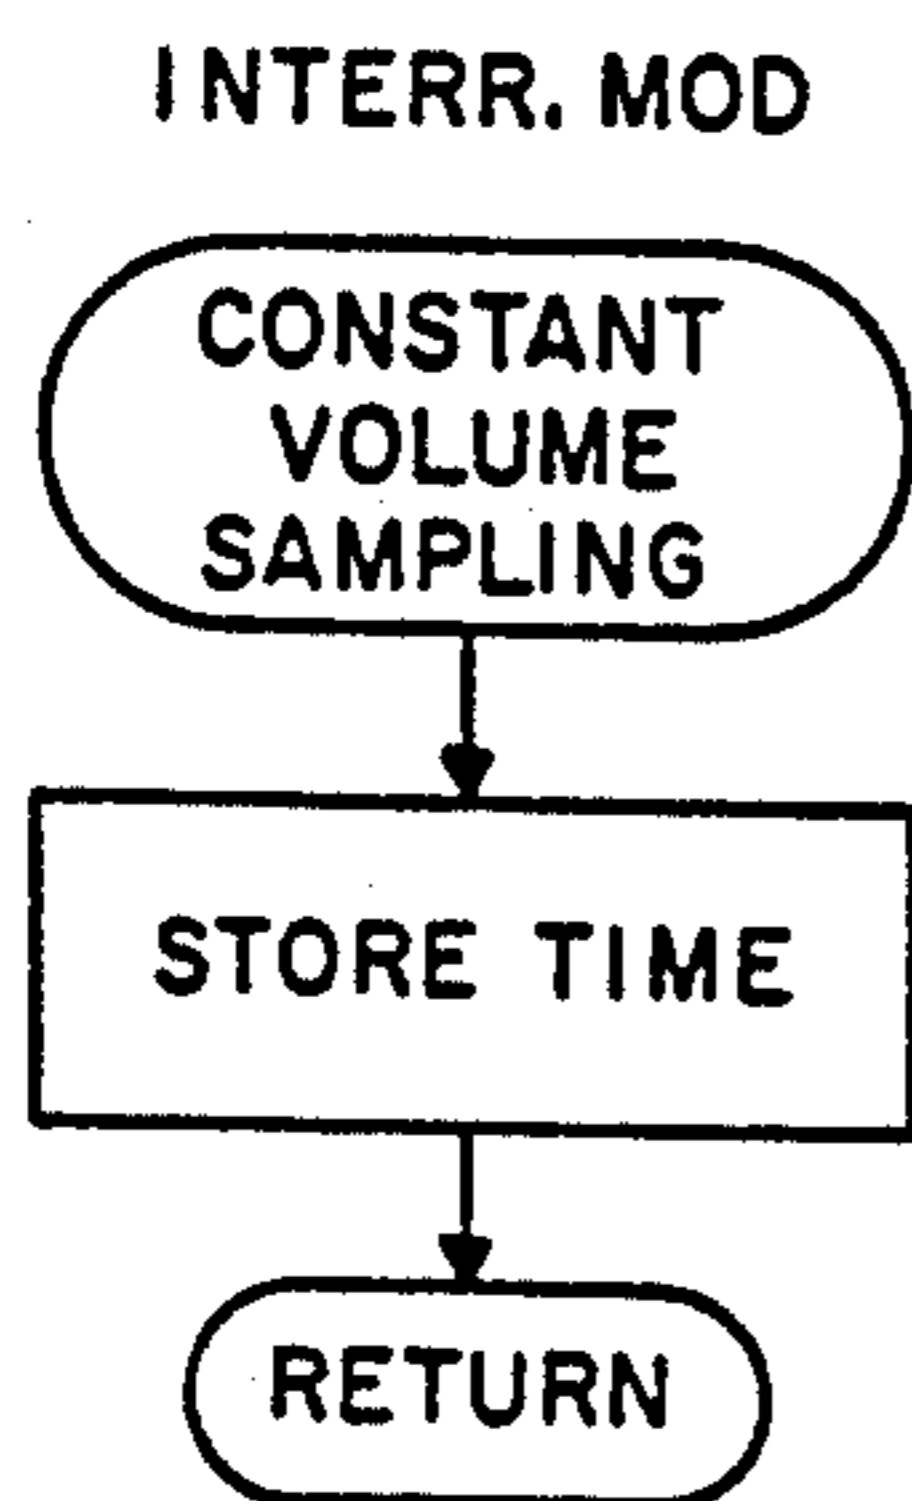 INTERR. MOD
CONSTANT
VOLUME
SAMPLING
STORE TIME
RETURN